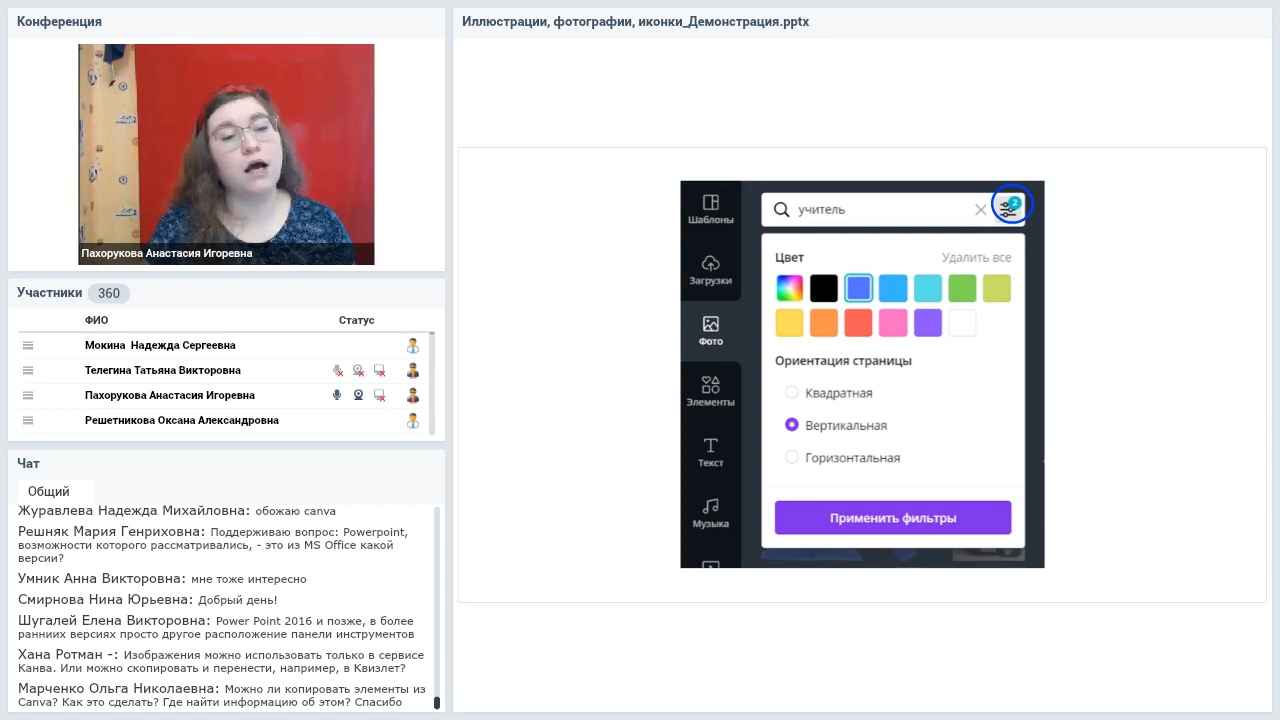 Конференция
Пахорукова Анастасия Игоревна
Участники 360
ФИО Статус
Мокина Надежда Сергеевна
Телегина Татьяна Викторовна
Пахорукова Анастасия Игоревна
Решетникова Оксана Александровна
Чат
Общий
Журавлева Надежда Михайловна: обожаю canva
Решняк Мария Генриховна: Поддерживаю вопрос: Powerpoint,
возможности которого рассматривались, - это из MS Office какой
версии?
Умник Анна Викторовна: мне тоже интересно
Смирнова Нина Юрьевна: Добрый день!
Шугалей Елена Викторовна: Power Point 2016 и позже, в более
ранниих версиях просто другое расположение панели инструментов
Хана Ротман -: Изображения можно использовать только в сервисе
Канва. Или можно скопировать и перенести, например, в Квизлет?
Марченко Ольга Николаевна: Можно ли копировать элементы из
Canva? Как это сделать? Где найти информацию об этом? Спасибо
Иллюстрации, фотографии, иконки_Демонстрация.pptx
Шаблоны
Загрузки
Фото
Элементы
Текст
Музыка
учитель
2
Цвет Удалить все
Ориентация страницы
Квадратная
Вертикальная
Горизонтальная
Применить фильтры